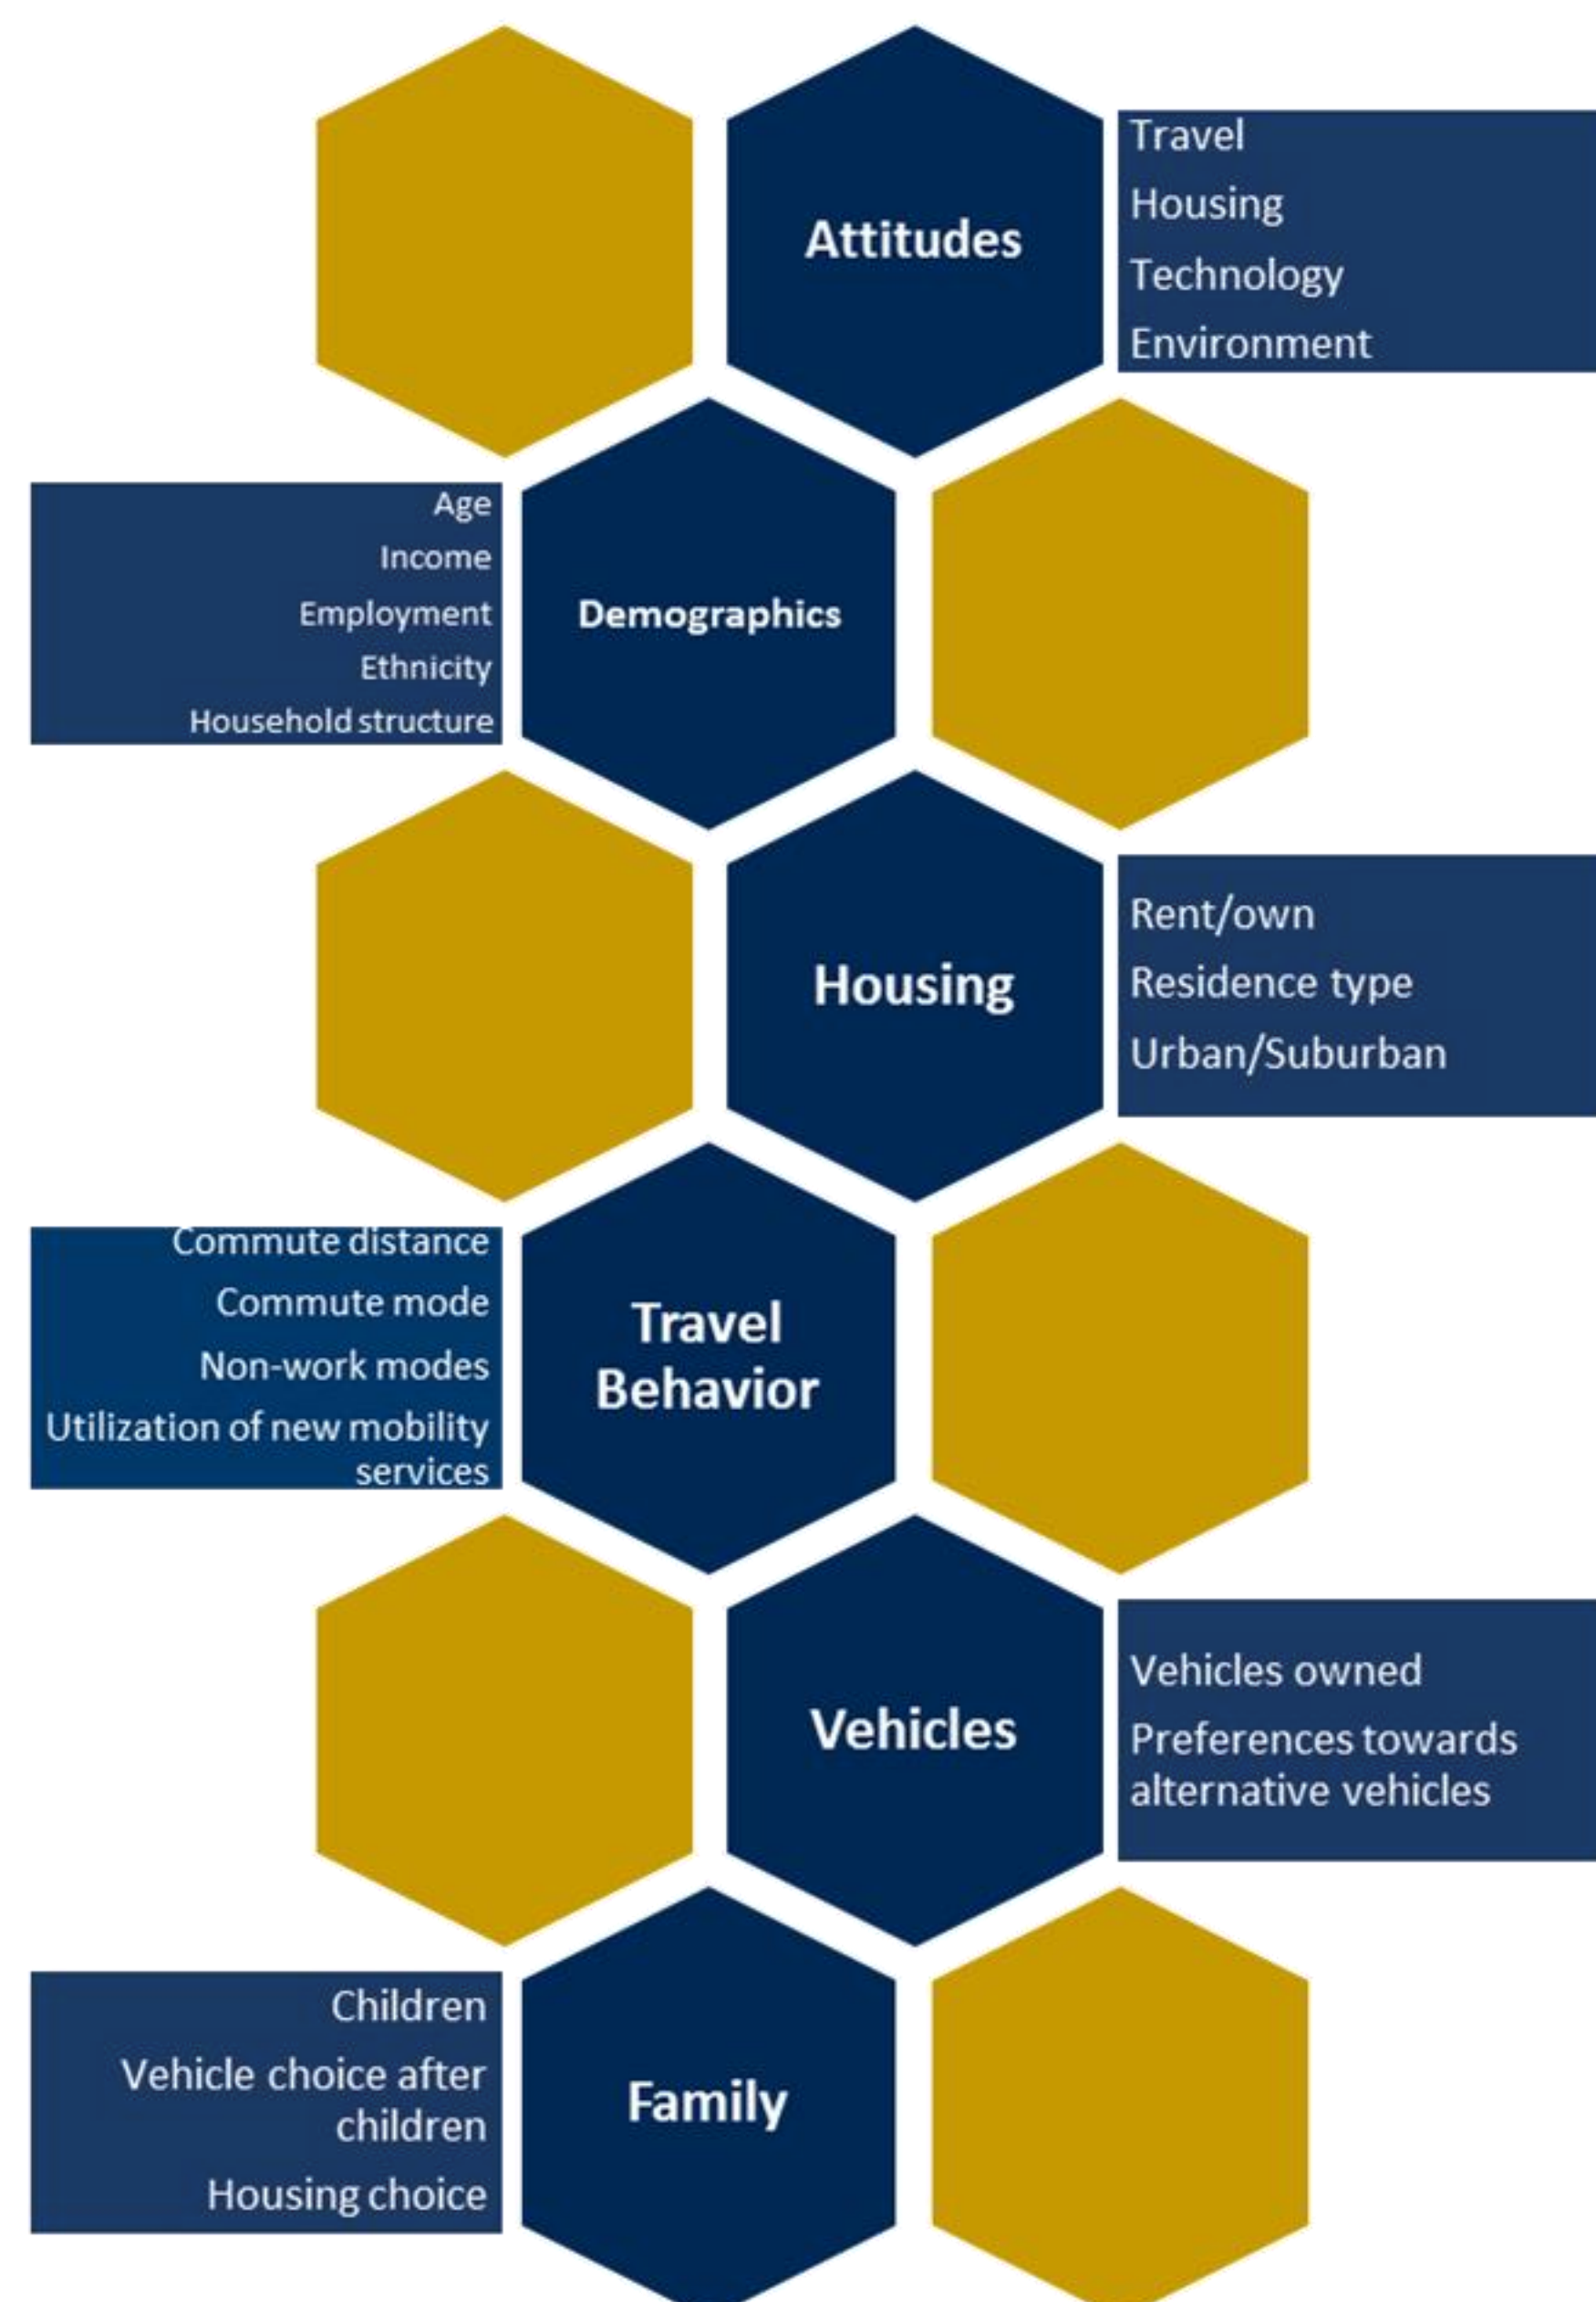 Attitudes
Travel
Housing
Technology
Environment
Age
Income
Employment
Ethnicity
Household structure
Demographics
Housing
Rent/own
Residence type
Urban/Suburban
Commute distance
Commute mode
Non-work modes
Utilization of new mobility
services
Travel
Behavior
Vehicles
Vehicles owned
Preferences towards
alternative vehicles
Children
Vehicle choice after
children
Housing choice
Family